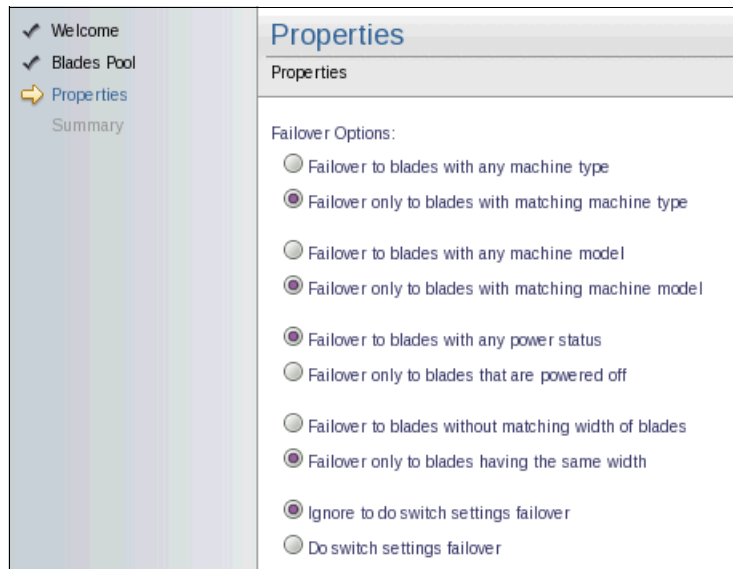 Welcome
Blades Pool
Properties
Summary
Properties
Properties
Failover Options:
Failover to blades with any machine type
Failover only to blades with matching machine type
Failover to blades with any machine model
Failover only to blades with matching machine model
Failover to blades with any power status
Failover only to blades that are powered off
Failover to blades without matching width of blades
Failover only to blades having the same width
Ignore to do switch settings failover
Do switch settings failover